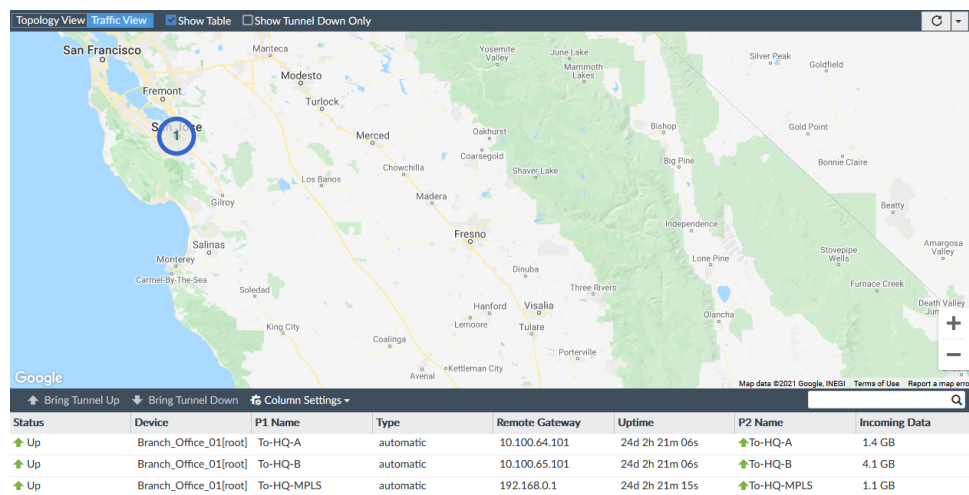 Topology View Traffic View Show Table Show Tunnel Down Only
San Francisco
Manteca
Yosemite
Valley
June Lake
Mammoth
Lakes
Silver Peak
Goldfield
Modesto
Fremont
Turlock
San Jose
1
Merced
Oakhurst
Bishop
Gold Point
Coarsegold
Big Pine
Bonnie Claire
Chowchilla
Shaver Lake
Los Banos
Madera
Gilroy
Beatty
Independence
Fresno
Salinas
Amargosa
Valley
Monterey
Stovepipe
Wells
Lone Pine
Carmel-By-The-Sea
Dinuba
Soledad
Three Rivers
Furnace Creek
Death Valley
Jun
Hanford
Visalia
Olancha
King City
Lemoore
Tulare
Coalinga
Porterville
Kettleman City
Avenal
Google
Map data ©2021 Google, INEGI Terms of Use Report a map erro
Bring Tunnel Up Bring Tunnel Down Column Settings
Status Device P1 Name Type Remote Gateway Uptime P2 Name Incoming Data
Up Branch_Office_01[root] To-HQ-A automatic 10.100.64.101 24d 2h 21m 06s To-HQ-A 1.4 GB
Up Branch_Office_01[root] To-HQ-B automatic 10.100.65.101 24d 2h 21m 06s To-HQ-B 4.1 GB
Up Branch_Office_01[root] To-HQ-MPLS automatic 192.168.0.1 24d 2h 21m 15s To-HQ-MPLS 1.1 GB